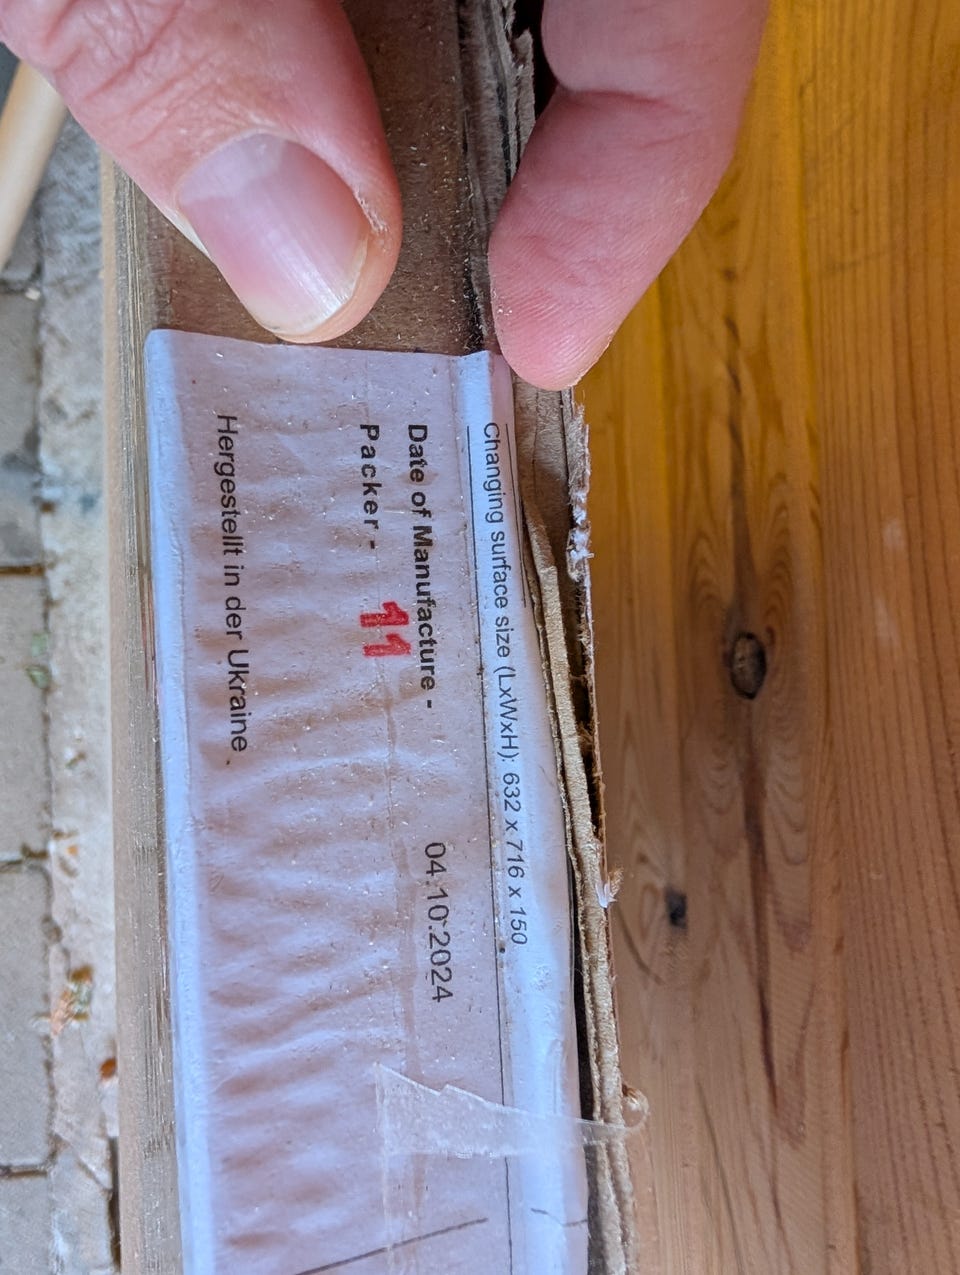 Changing surface size (LxWxH): 632 x 716 x 150
Date of Manufacture - 04.10.2024
Packer - 11
Hergestellt in der Ukraine .